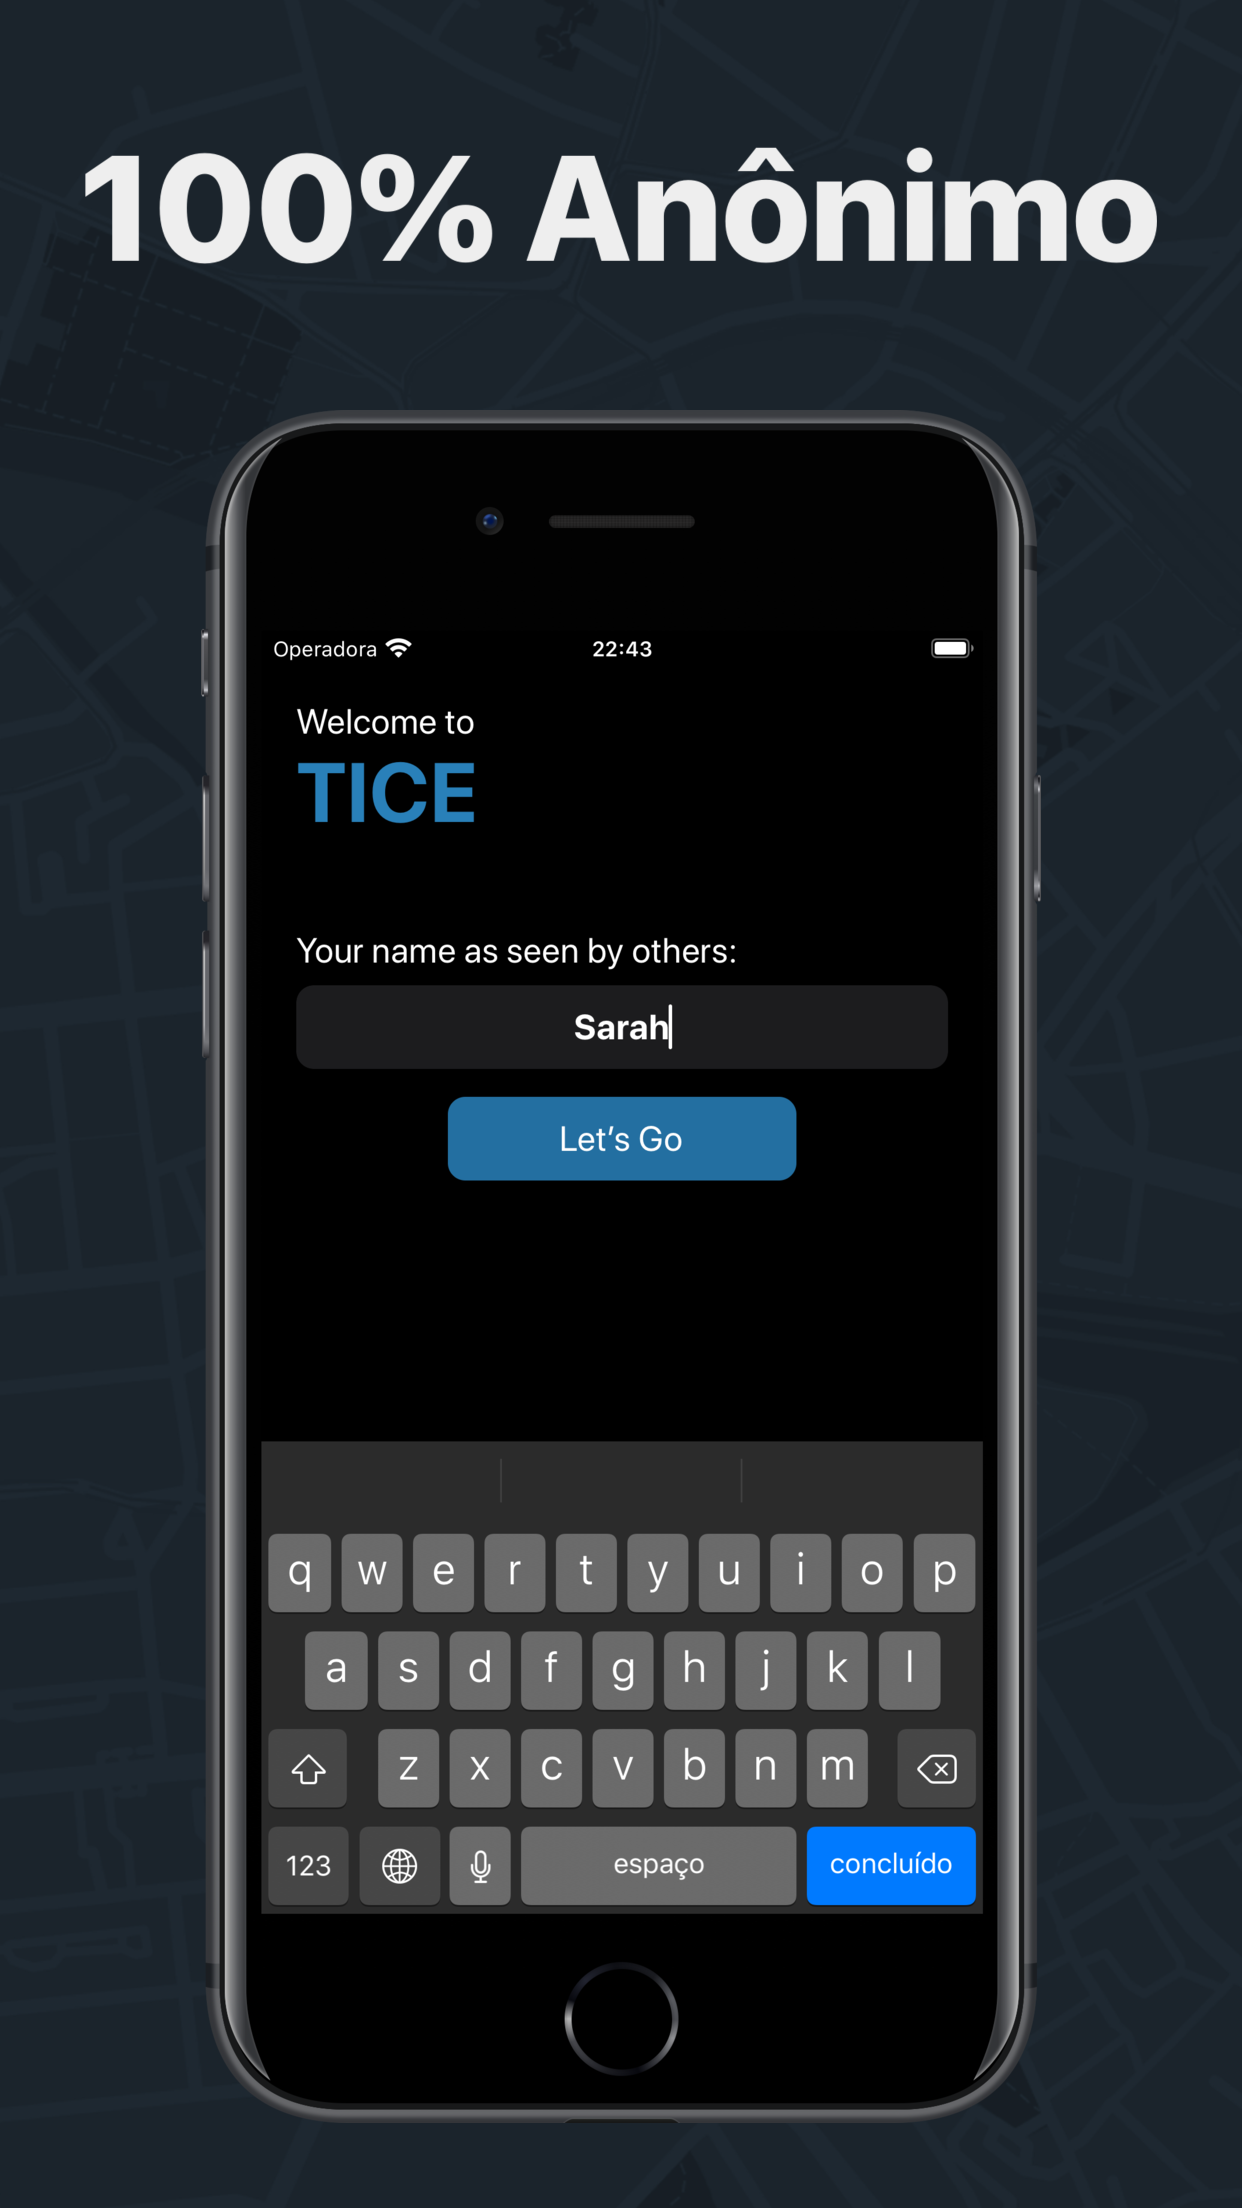 100% Anônimo
Operadora 22:43
Welcome to
TICE
Your name as seen by others:
Sarah
Let's Go
q w e r t y u i o p
a s d f g h j k l
z x c v b n m
123 espaço concluído